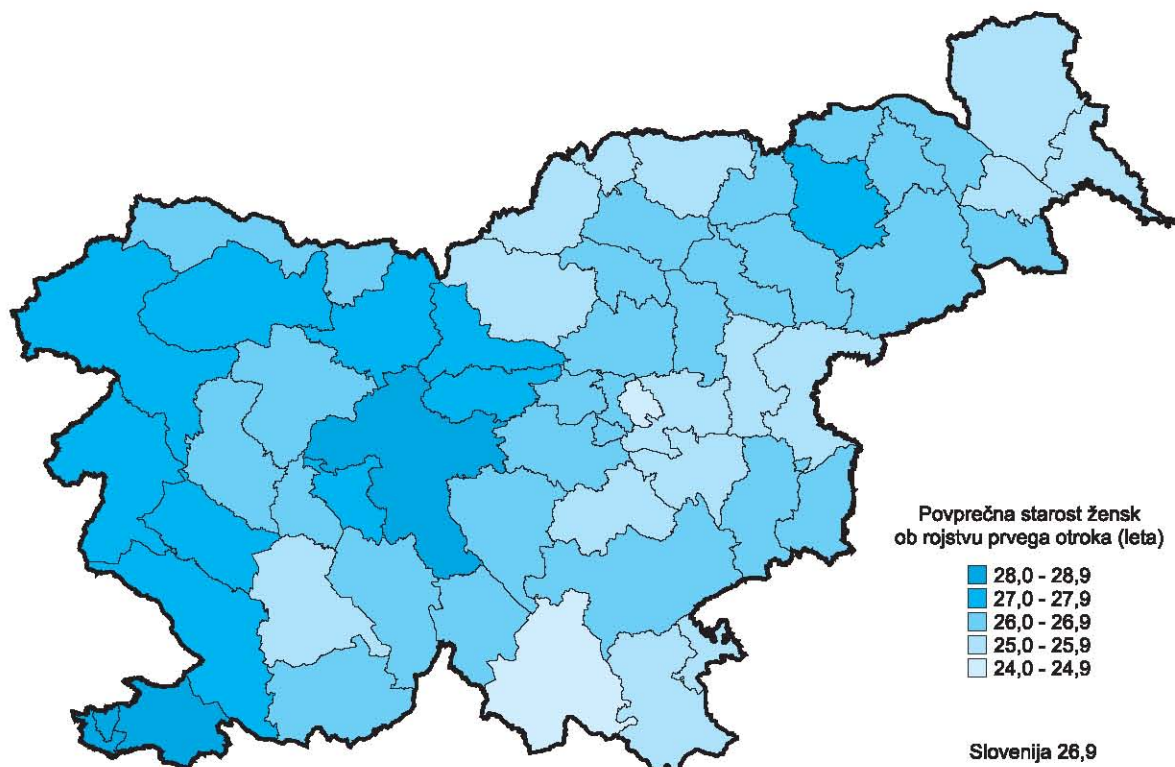 Povprečna starost žensk
ob rojstvu prvega otroka (leta)
28,0 - 28,9
27,0 - 27,9
26,0 - 26,9
25,0 - 25,9
24,0 - 24,9
Slovenija 26,9